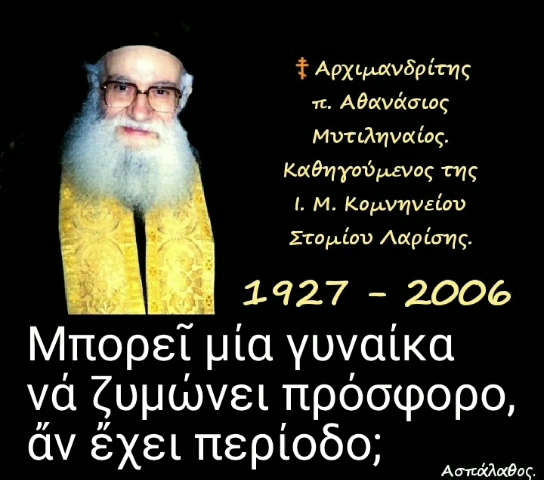 ‡ Αρχιμανδρίτης
π. Αθανάσιος
Μυτιληναίος.
Καθηγούμενος της
Ι. Μ. Κομνηνείου
Στομίου Λαρίσης.
1927 - 2006
Μπορεῖ μία γυναίκα
νά ζυμώνει πρόσφορο,
ἄν ἔχει περίοδο;
Ασπάλαθος.